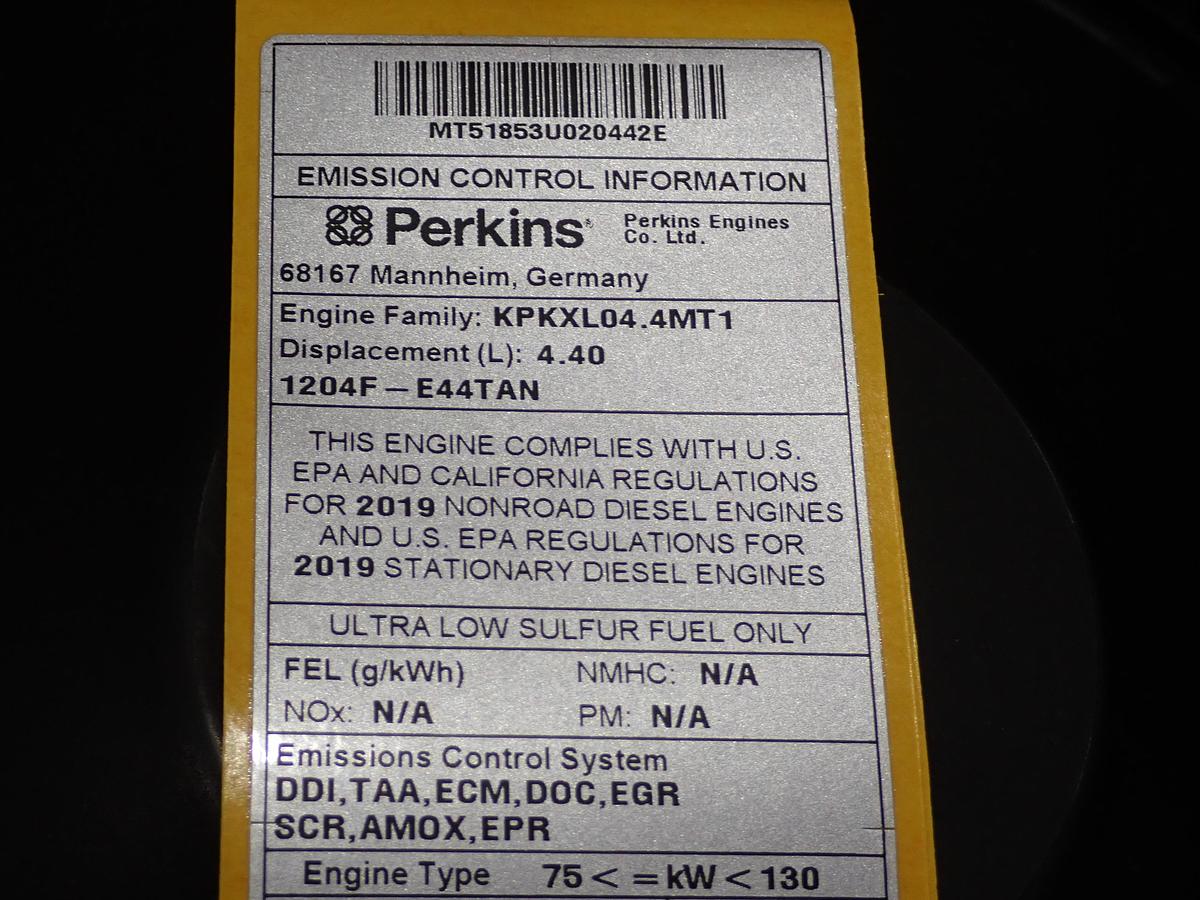 MT51853U020442E
EMISSION CONTROL INFORMATION
Perkins® Perkins Engines
Co. Ltd.
68167 Mannheim, Germany
Engine Family: KPKXL04.4MT1
Displacement (L): 4.40
1204F – E44TAN
THIS ENGINE COMPLIES WITH U.S.
EPA AND CALIFORNIA REGULATIONS
FOR 2019 NONROAD DIESEL ENGINES
AND U.S. EPA REGULATIONS FOR
2019 STATIONARY DIESEL ENGINES
ULTRA LOW SULFUR FUEL ONLY
FEL (g/kWh) NMHC: N/A
NOx: N/A PM: N/A
Emissions Control System
DDI,TAA,ECM,DOC,EGR
SCR,AMOX,EPR
Engine Type 75 < = kW < 130